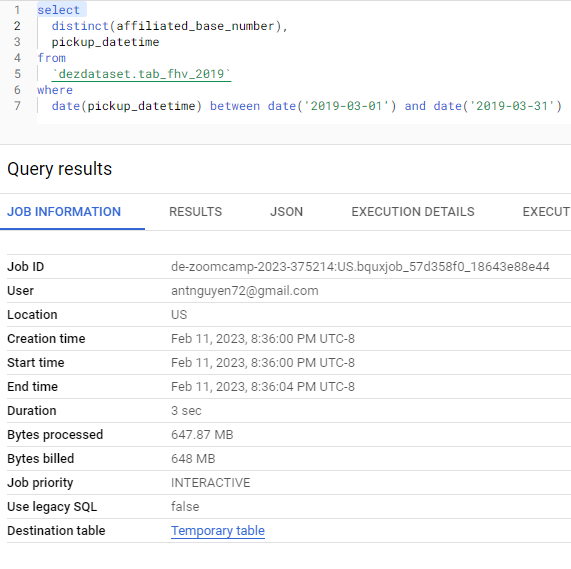 1 select
2 distinct(affiliated_base_number),
3 pickup_datetime
4 from
5 `dezdataset.tab_fhv_2019`
6 where
7 date(pickup_datetime) between date('2019-03-01') and date('2019-03-31')
Query results
JOB INFORMATION RESULTS JSON EXECUTION DETAILS EXECUT
Job ID de-zoomcamp-2023-375214:US.bquxjob_57d358f0_18643e88e44
User antnguyen72@gmail.com
Location US
Creation time Feb 11, 2023, 8:36:00 PM UTC-8
Start time Feb 11, 2023, 8:36:00 PM UTC-8
End time Feb 11, 2023, 8:36:04 PM UTC-8
Duration 3 sec
Bytes processed 647.87 MB
Bytes billed 648 MB
Job priority INTERACTIVE
Use legacy SQL false
Destination table Temporary table